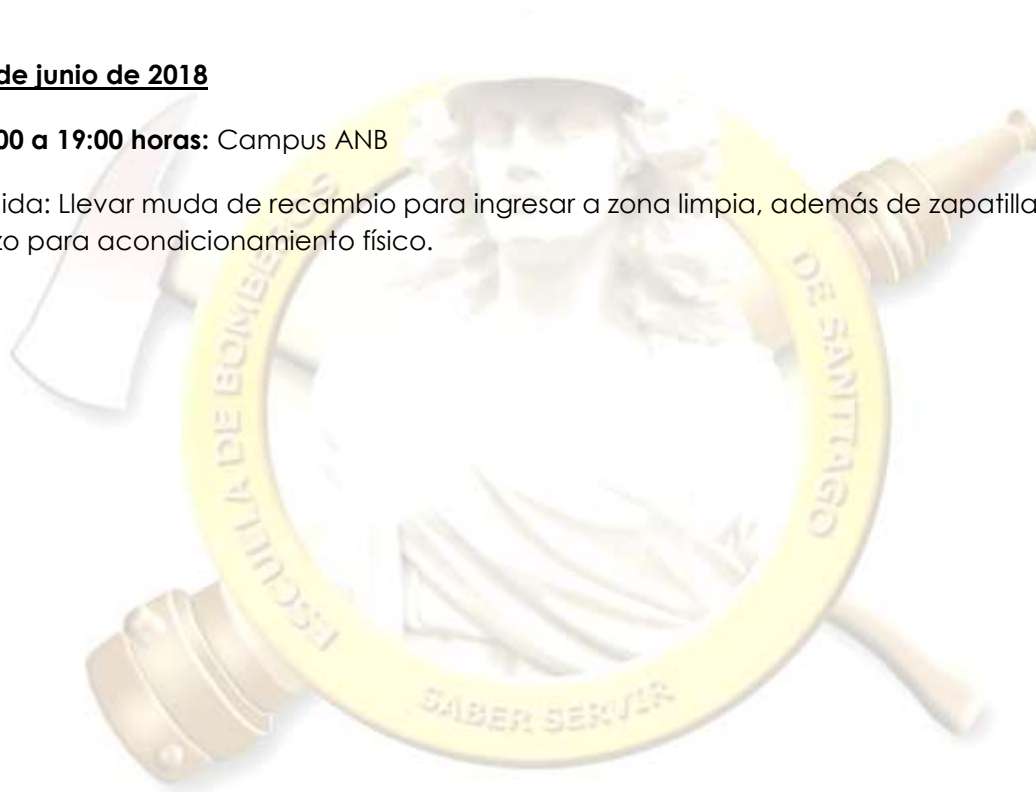 de junio de 2018
00 a 19:00 horas: Campus ANB
ida: Llevar muda de recambio para ingresar a zona limpia, además de zapatilla
zo para acondicionamiento físico.
ESCUELA DE BOMBEROS
DE SANTIAGO
SABER SERVIR